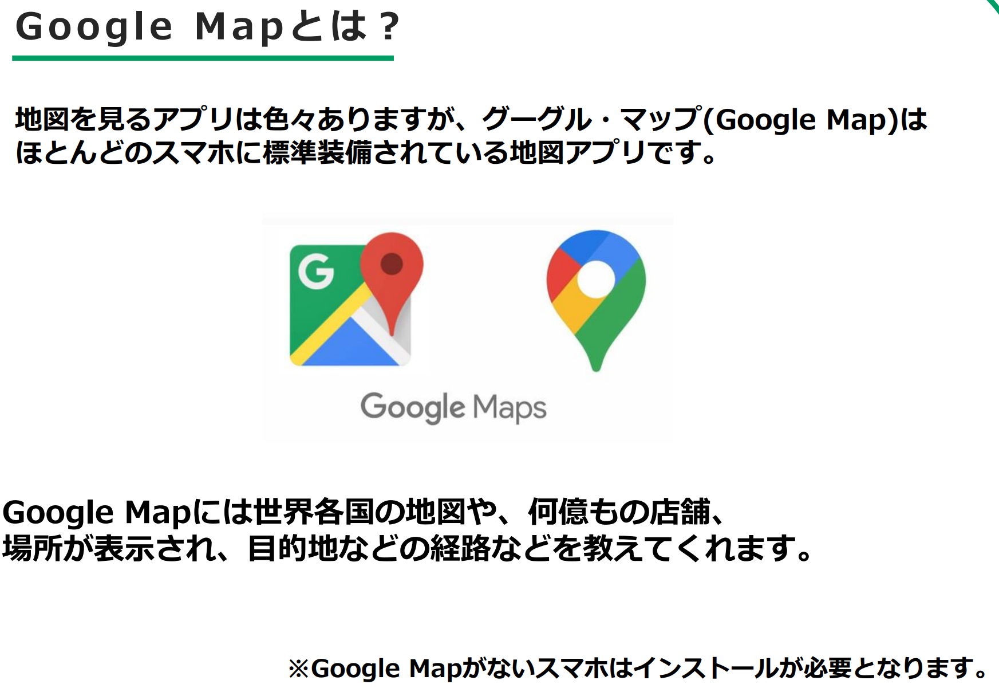 Google Mapとは？
地図を見るアプリは色々ありますが、グーグル・マップ(Google Map)は
ほとんどのスマホに標準装備されている地図アプリです。
G
Google Maps
Google Mapには世界各国の地図や、何億もの店舗、
場所が表示され、目的地などの経路などを教えてくれます。
※Google Mapがないスマホはインストールが必要となります。